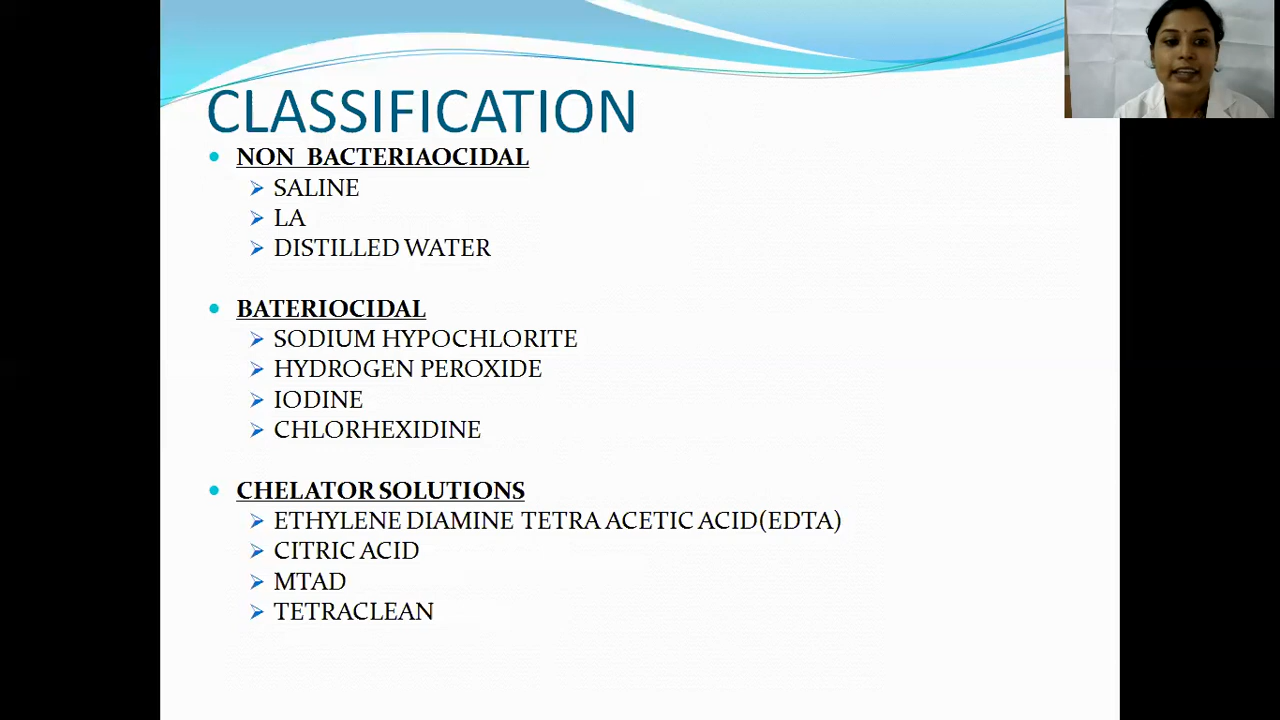 CLASSIFICATION
NON BACTERIAOCIDAL
SALINE
LA
DISTILLED WATER
BATERIOCIDAL
SODIUM HYPOCHLORITE
HYDROGEN PEROXIDE
IODINE
CHLORHEXIDINE
CHELATOR SOLUTIONS
ETHYLENE DIAMINE TETRA ACETIC ACID(EDTA)
CITRIC ACID
MTAD
TETRACLEAN